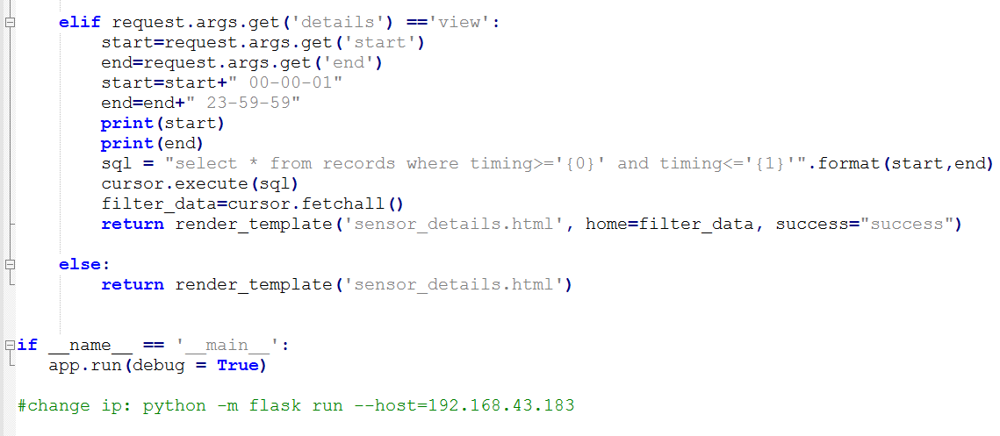 elif request.args.get('details') =='view':
start=request.args.get('start')
end=request.args.get('end')
start=start+" 00-00-01"
end=end+" 23-59-59"
print(start)
print(end)
sql = "select * from records where timing>='{0}' and timing<='{1}'".format(start,end)
cursor.execute(sql)
filter_data=cursor.fetchall()
return render_template('sensor_details.html', home=filter_data, success="success")
else:
return render_template('sensor_details.html')
if __name__ == '__main__':
app.run(debug = True)
#change ip: python -m flask run --host=192.168.43.183